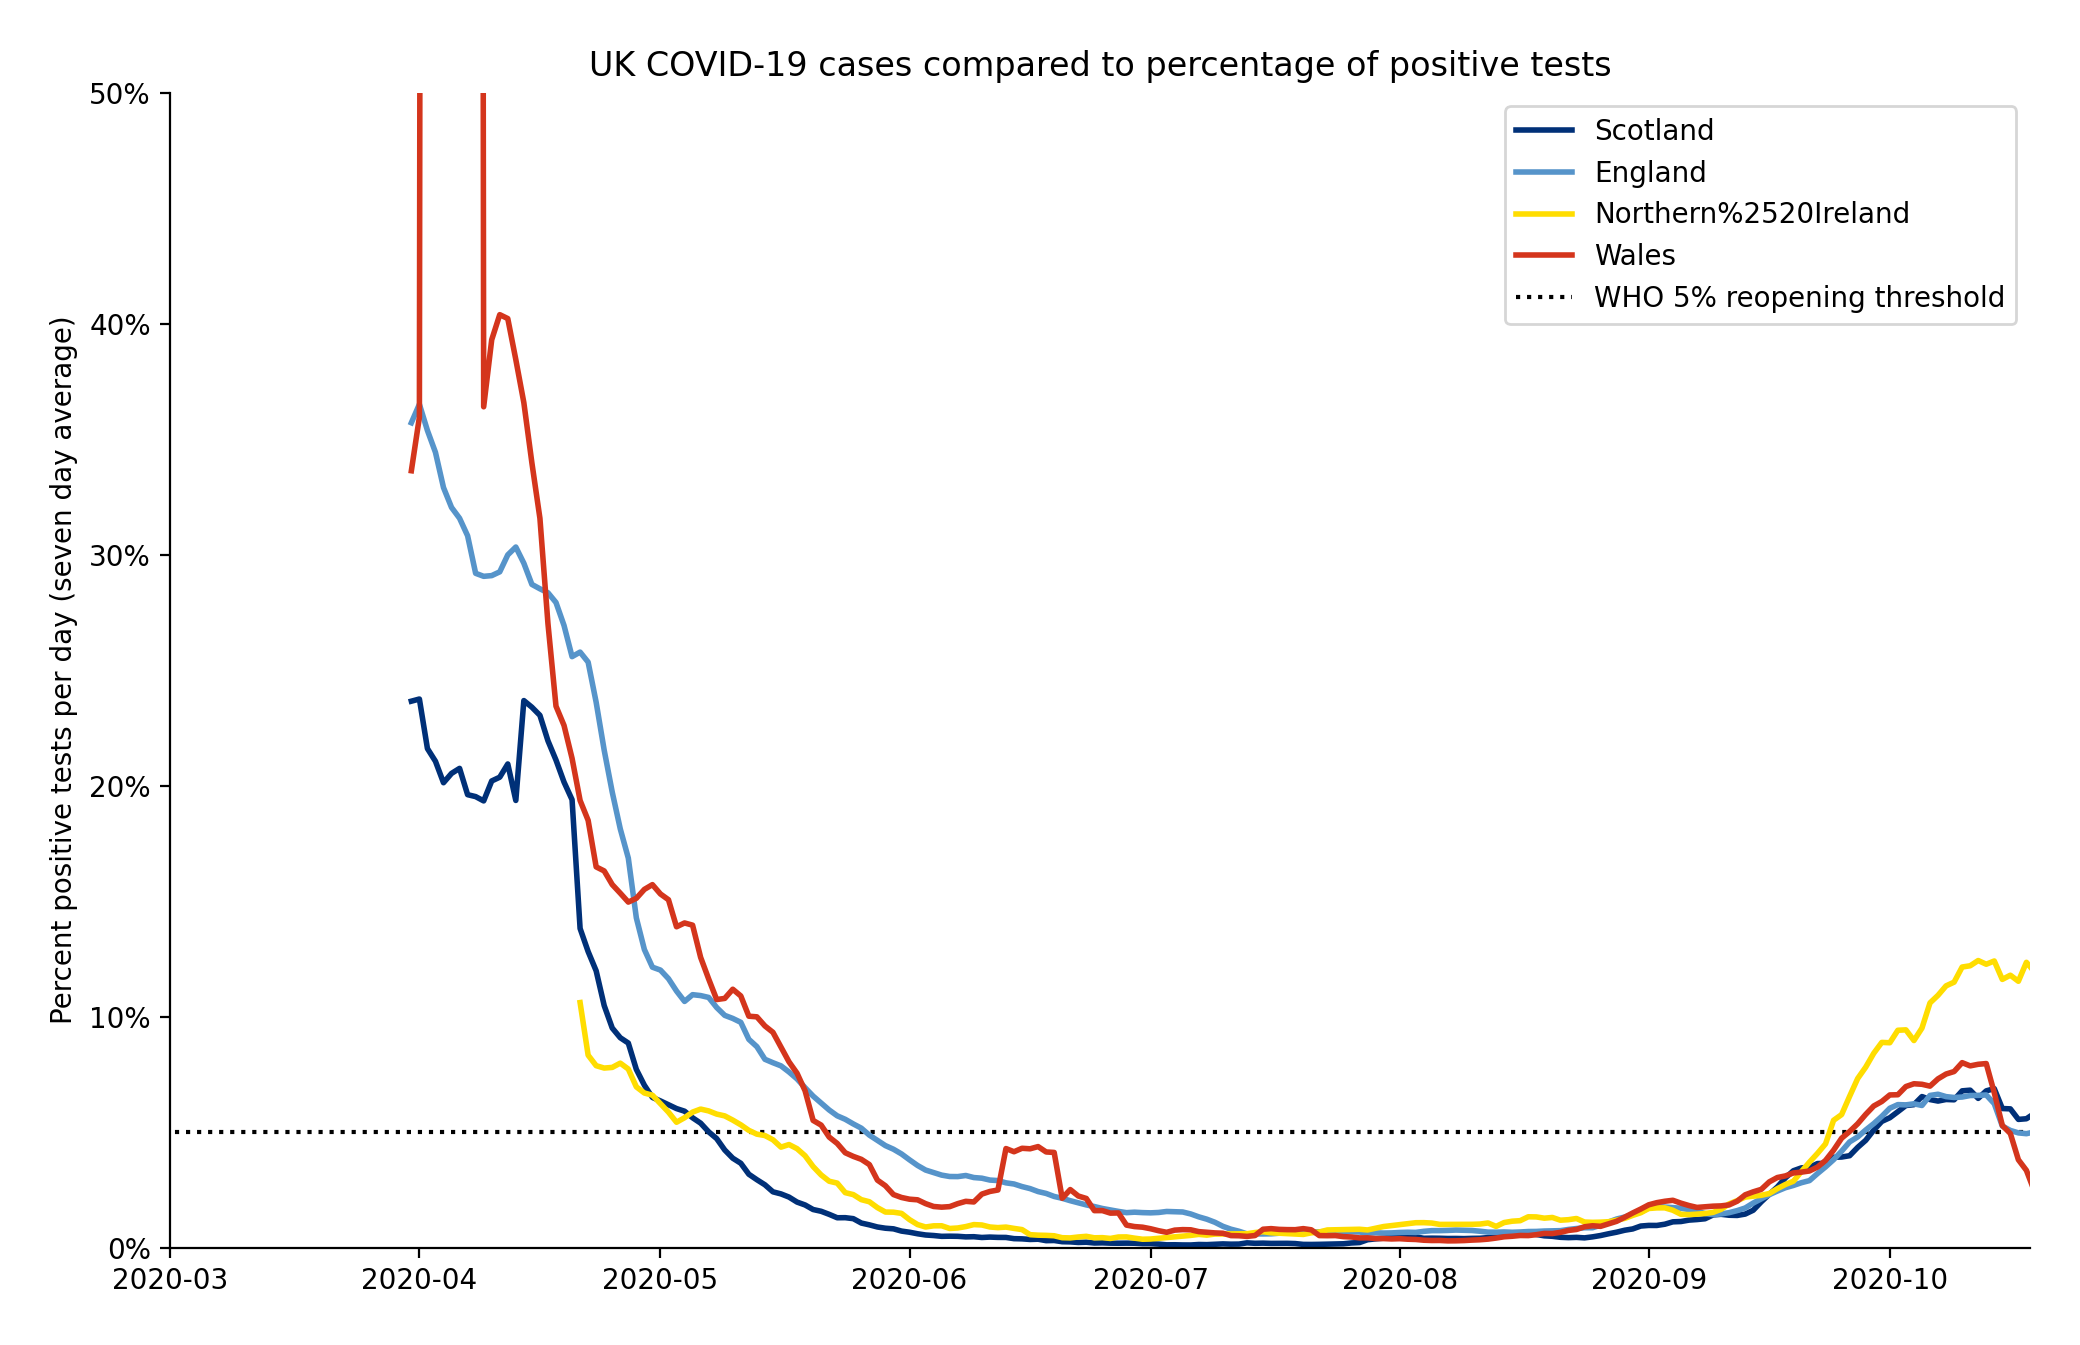 UK COVID-19 cases compared to percentage of positive tests
50%
40%
30%
20%
10%
0%
Percent positive tests per day (seven day average)
Scotland
England
Northern%2520Ireland
Wales
WHO 5% reopening threshold
2020-03 2020-04 2020-05 2020-06 2020-07 2020-08 2020-09 2020-10